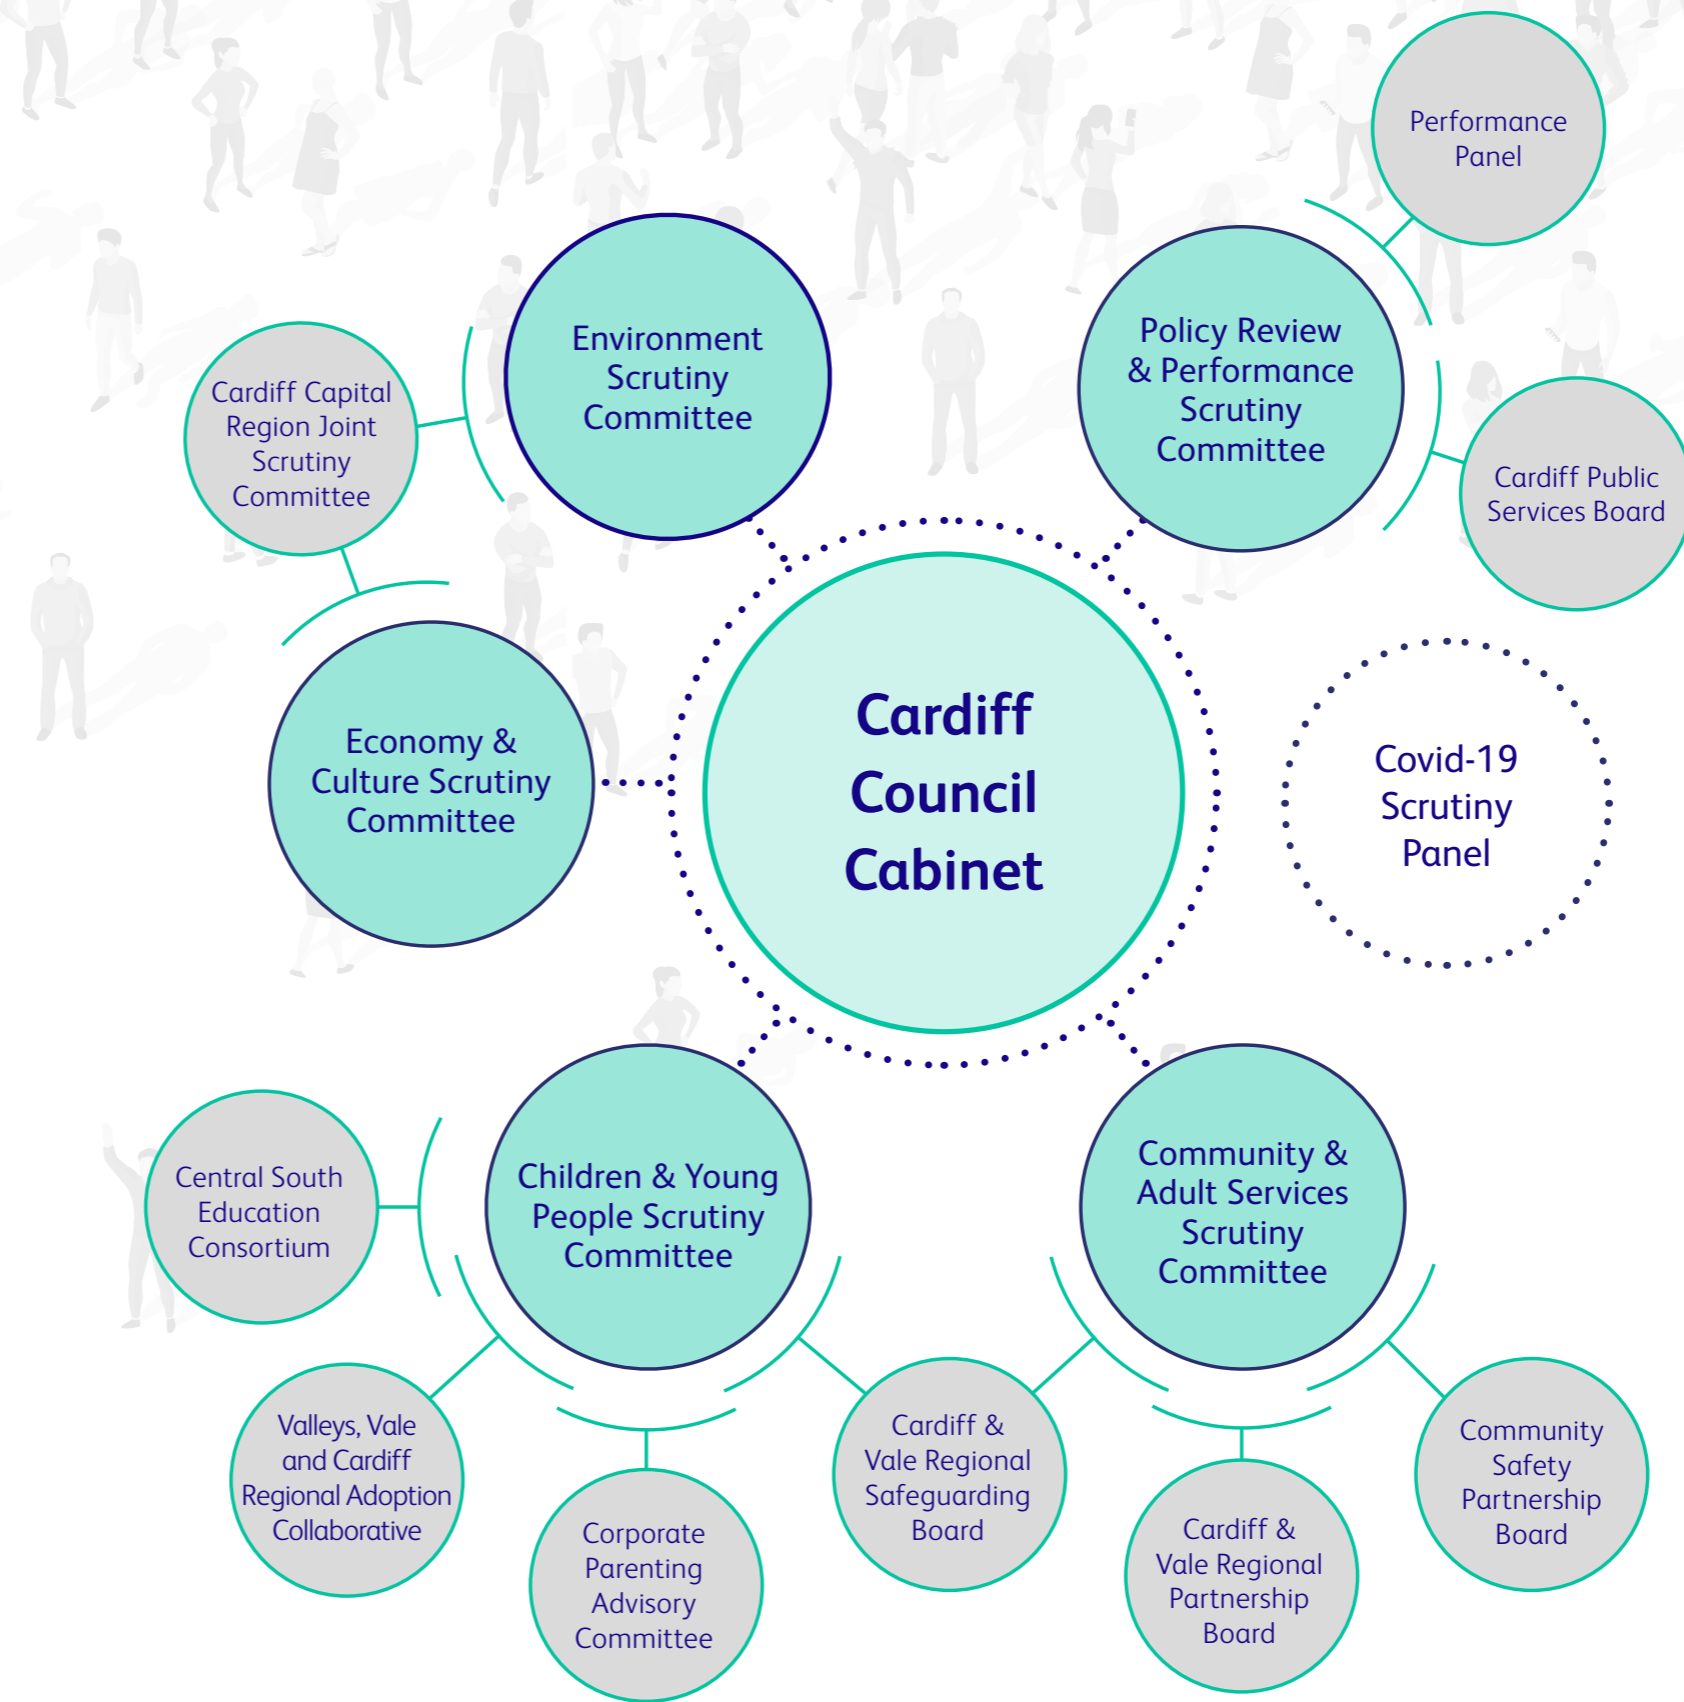 Performance
Panel
Environment
Scrutiny
Committee
Policy Review
& Performance
Scrutiny
Committee
Cardiff Capital
Region Joint
Scrutiny
Committee
Cardiff Public
Services Board
Economy &
Culture Scrutiny
Committee
Cardiff
Council
Cabinet
Covid-19
Scrutiny
Panel
Central South
Education
Consortium
Children & Young
People Scrutiny
Committee
Community &
Adult Services
Scrutiny
Committee
Valleys, Vale
and Cardiff
Regional Adoption
Collaborative
Corporate
Parenting
Advisory
Committee
Cardiff &
Vale Regional
Safeguarding
Board
Cardiff &
Vale Regional
Partnership
Board
Community
Safety
Partnership
Board